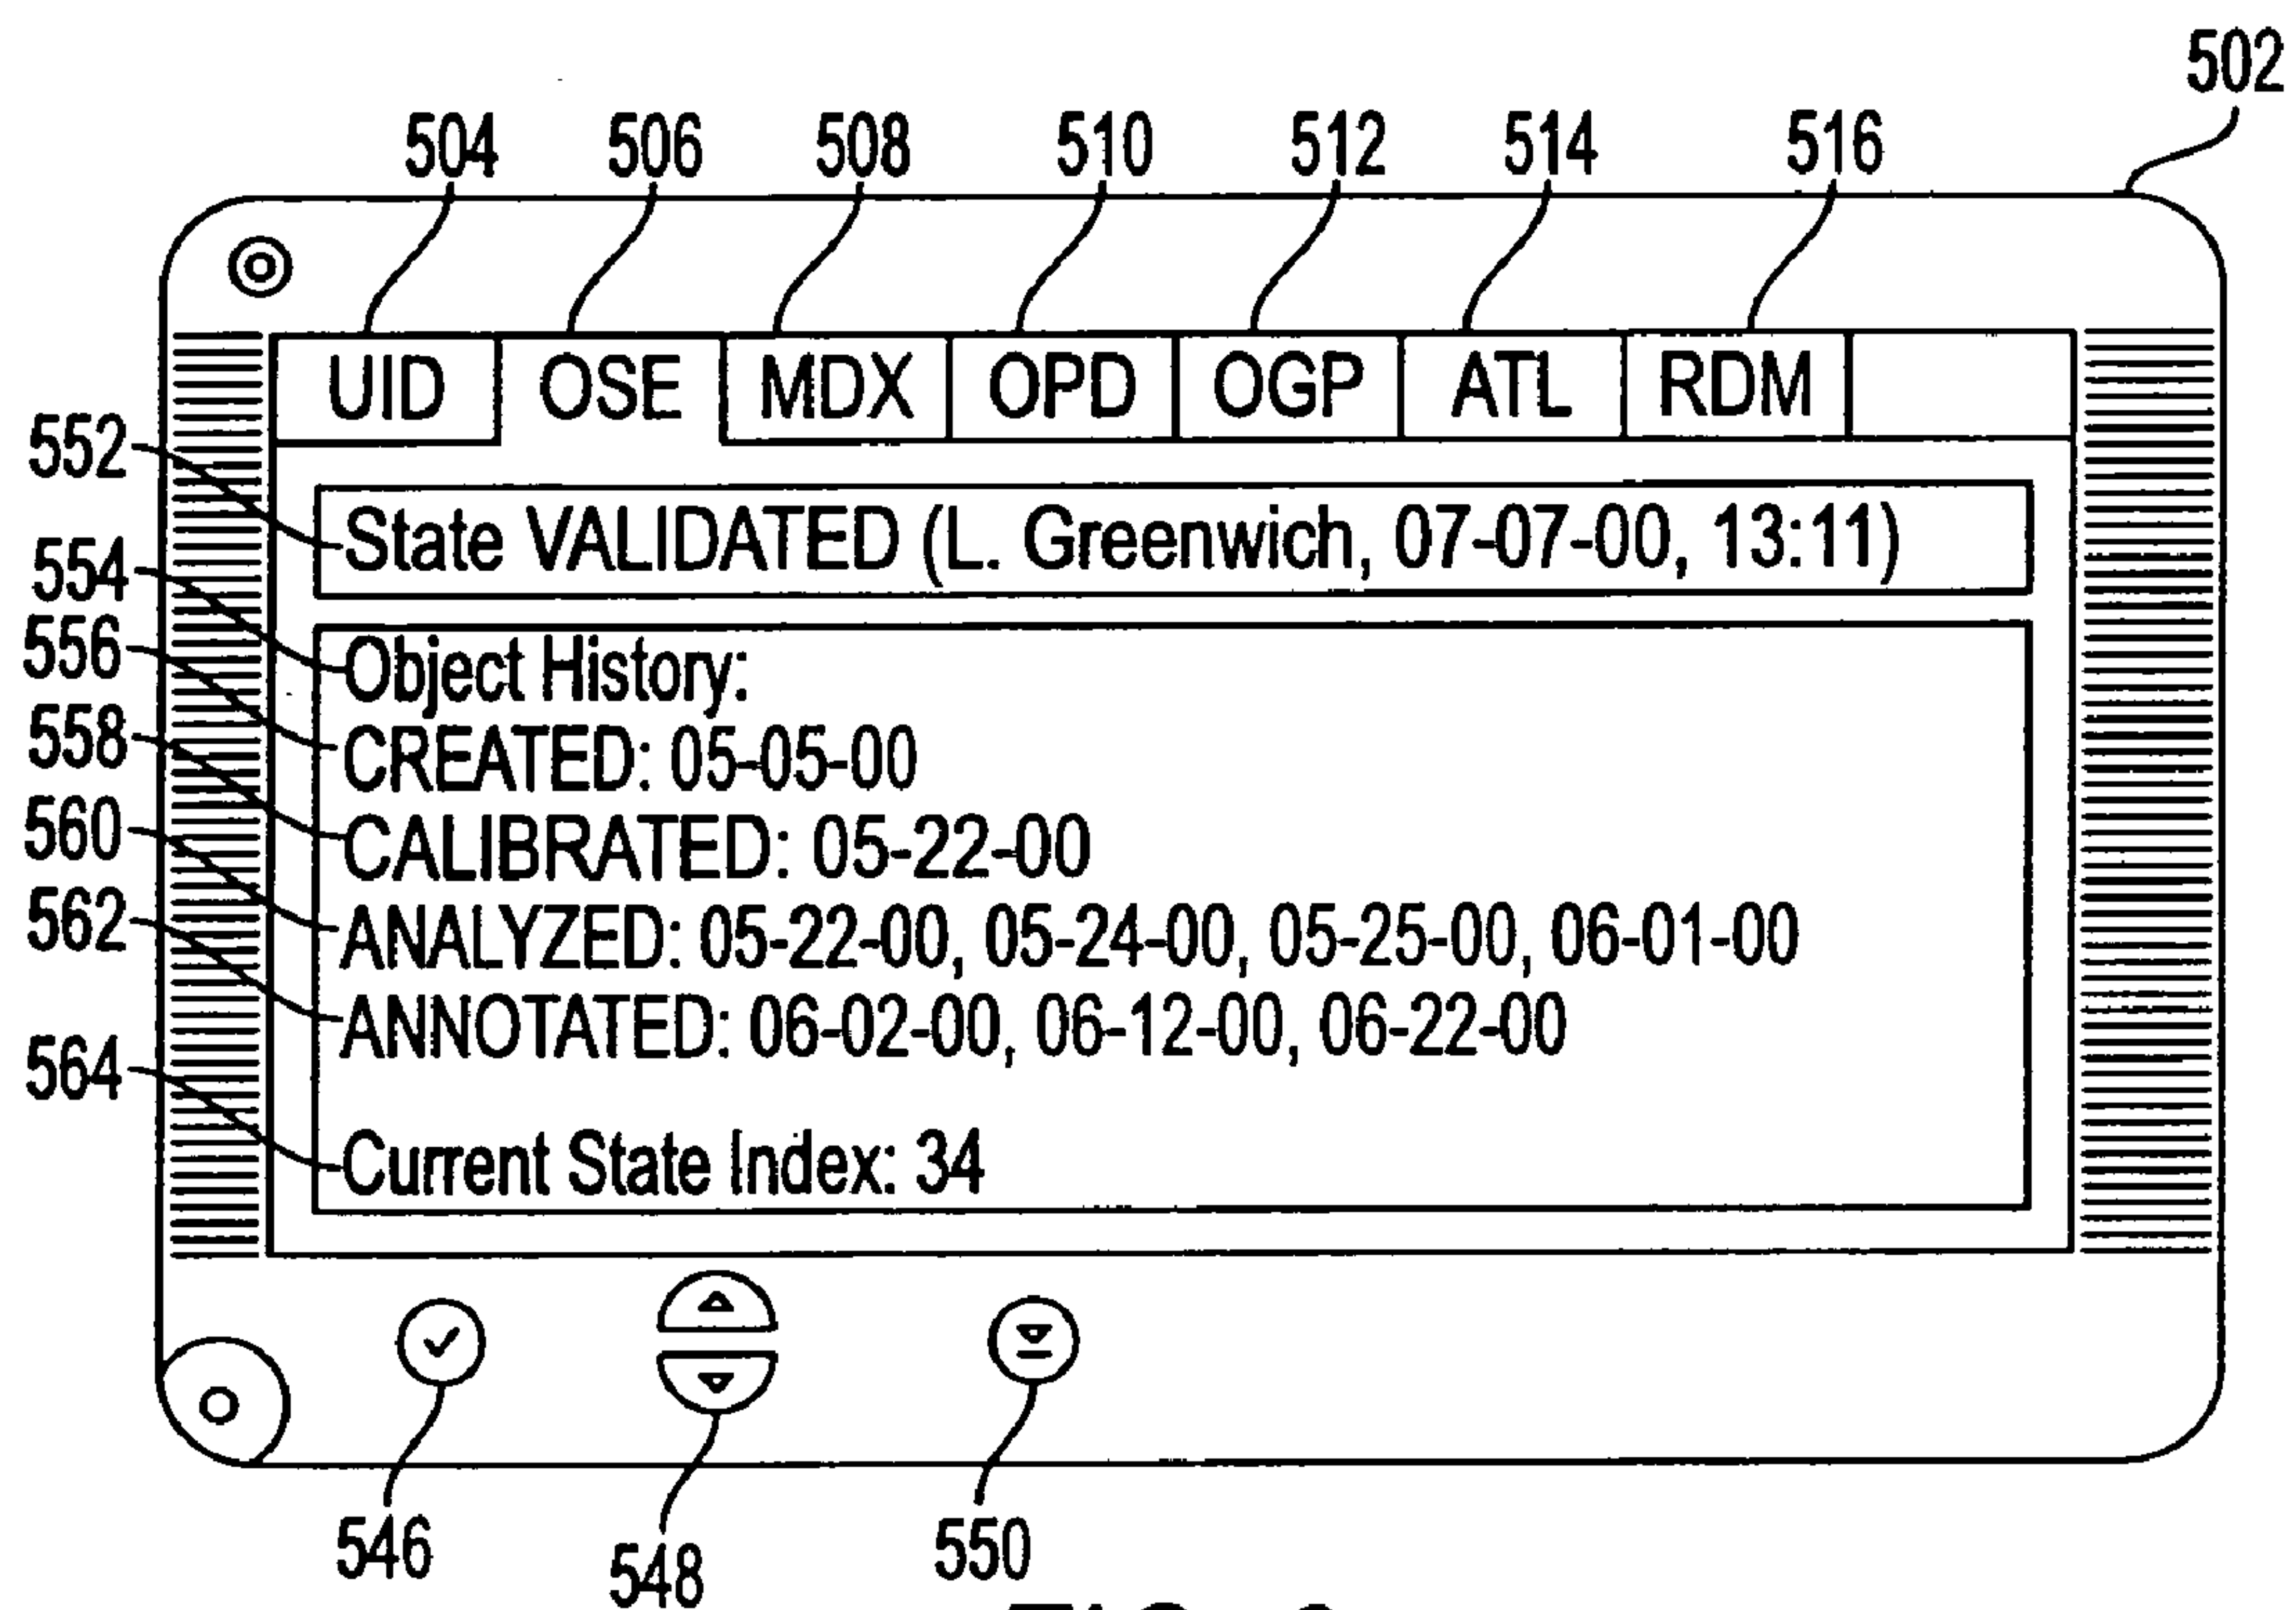 502
504 506 508 510 512 514 516
UID OSE MDX OPD OGP ATL RDM
552 State VALIDATED (L. Greenwich, 07-07-00, 13:11)
554 Object History:
556 CREATED: 05-05-00
558 CALIBRATED: 05-22-00
560 ANALYZED: 05-22-00, 05-24-00, 05-25-00, 06-01-00
562 ANNOTATED: 06-02-00, 06-12-00, 06-22-00
564 Current State Index: 34
546 548 550